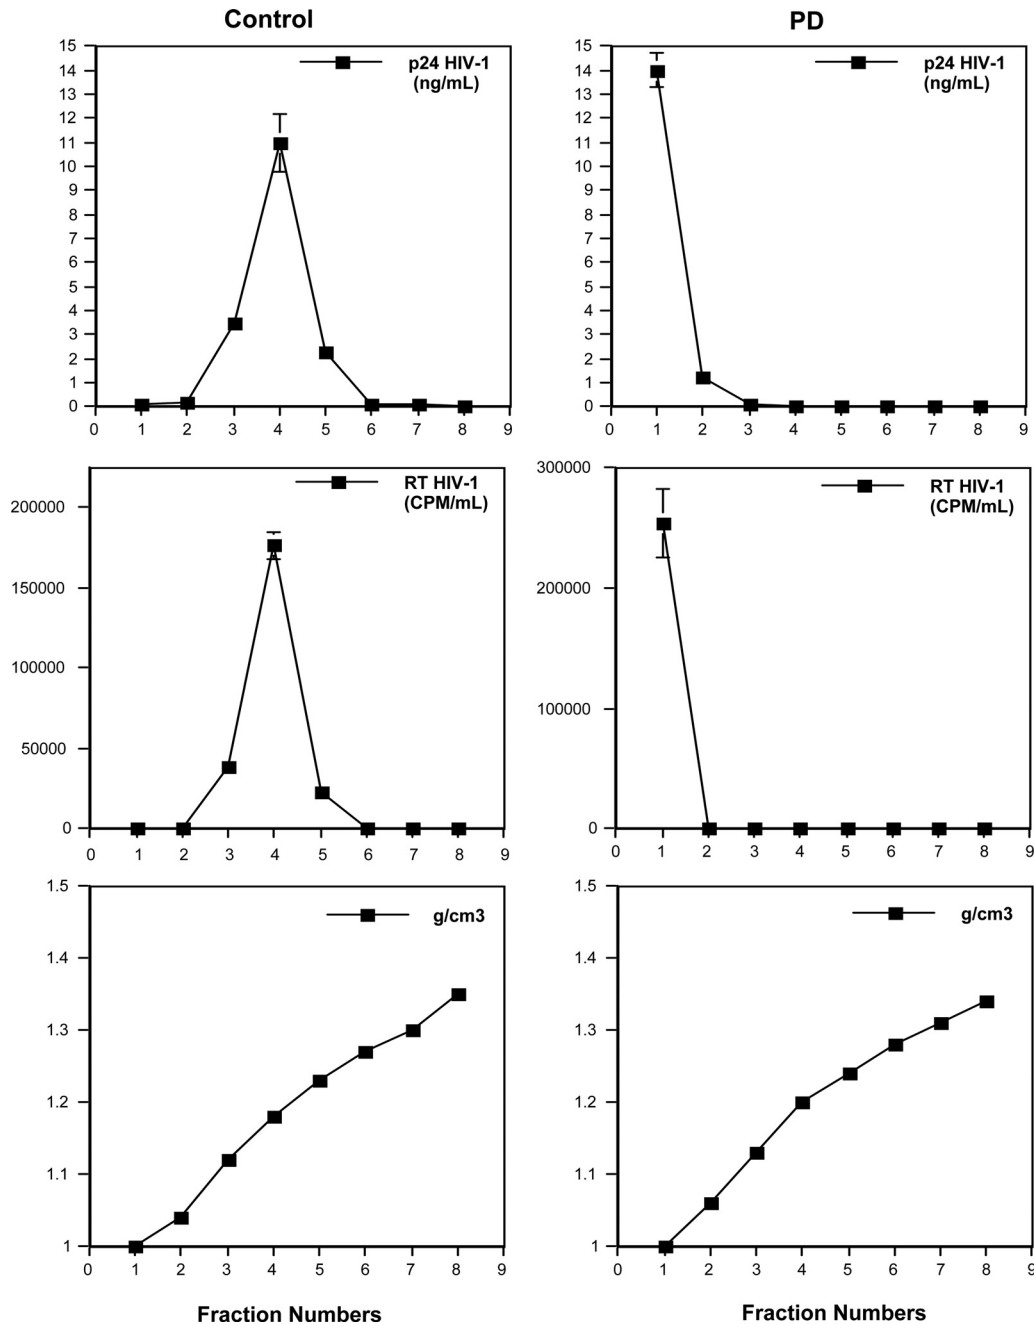 Control
PD
15
14
13
12
11
10
9
8
7
6
5
4
3
2
1
0
p24 HIV-1
(ng/mL)
0 1 2 3 4 5 6 7 8 9
15
14
13
12
11
10
9
8
7
6
5
4
3
2
1
0
p24 HIV-1
(ng/mL)
0 1 2 3 4 5 6 7 8 9
200000
150000
100000
50000
0
RT HIV-1
(CPM/mL)
0 1 2 3 4 5 6 7 8 9
300000
200000
100000
0
RT HIV-1
(CPM/mL)
0 1 2 3 4 5 6 7 8 9
1.5
1.4
1.3
1.2
1.1
1
g/cm3
0 1 2 3 4 5 6 7 8 9
Fraction Numbers
1.5
1.4
1.3
1.2
1.1
1
g/cm3
0 1 2 3 4 5 6 7 8 9
Fraction Numbers